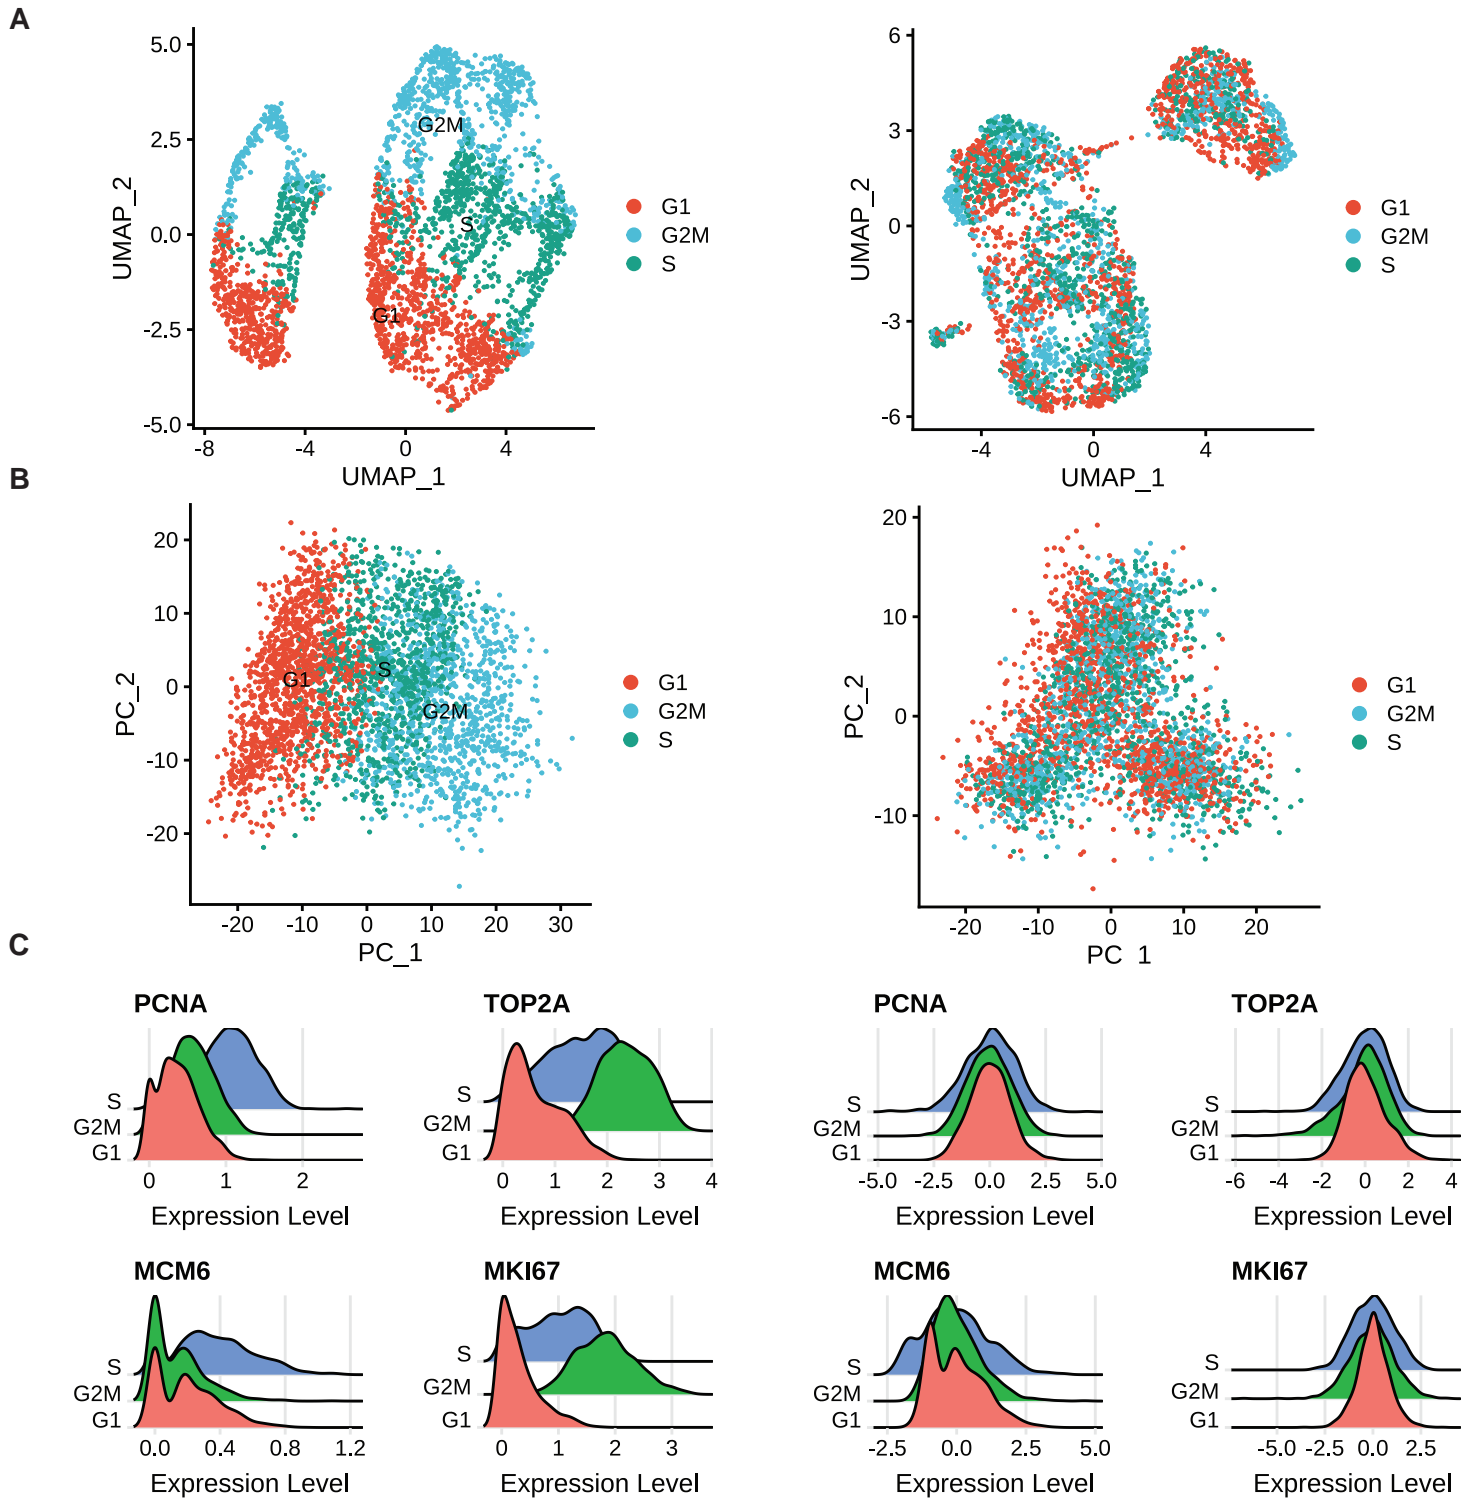 A
5.0
2.5
0.0
-2.5
-5.0
UMAP_2
-8 -4 0 4
UMAP_1
G2M
S
G1
G1
G2M
S
6
3
0
-3
-6
UMAP_2
-4 0 4
UMAP_1
G1
G2M
S
B
20
10
0
-10
-20
PC_2
-20 -10 0 10 20 30
PC_1
G1
S
G2M
G1
G2M
S
20
10
0
-10
PC_2
-20 -10 0 10 20
PC 1
G1
G2M
S
C
PCNA
S
G2M
G1
0 1 2
Expression Level
TOP2A
S
G2M
G1
0 1 2 3 4
Expression Level
PCNA
S
G2M
G1
-5.0 -2.5 0.0 2.5 5.0
Expression Level
TOP2A
S
G2M
G1
-6 -4 -2 0 2 4
Expression Level
MCM6
S
G2M
G1
0.0 0.4 0.8 1.2
Expression Level
MKI67
S
G2M
G1
0 1 2 3
Expression Level
MCM6
S
G2M
G1
-2.5 0.0 2.5 5.0
Expression Level
MKI67
S
G2M
G1
-5.0 -2.5 0.0 2.5
Expression Level